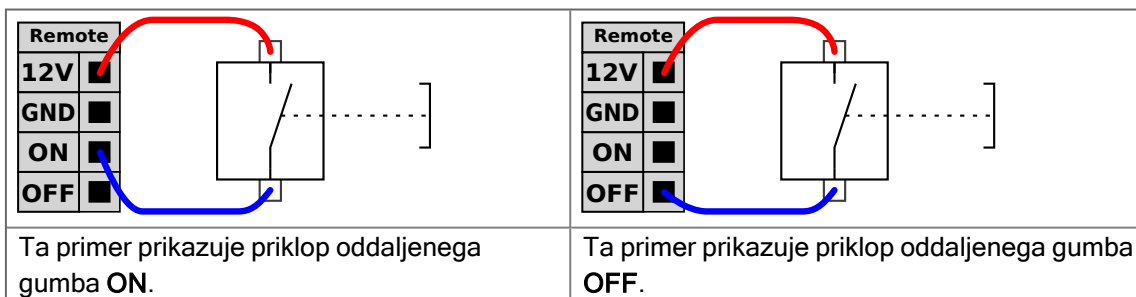 Remote
12V
GND
ON
OFF
Ta primer prikazuje priklop oddaljenega
gumba ON.
Remote
12V
GND
ON
OFF
Ta primer prikazuje priklop oddaljenega gumba
OFF.